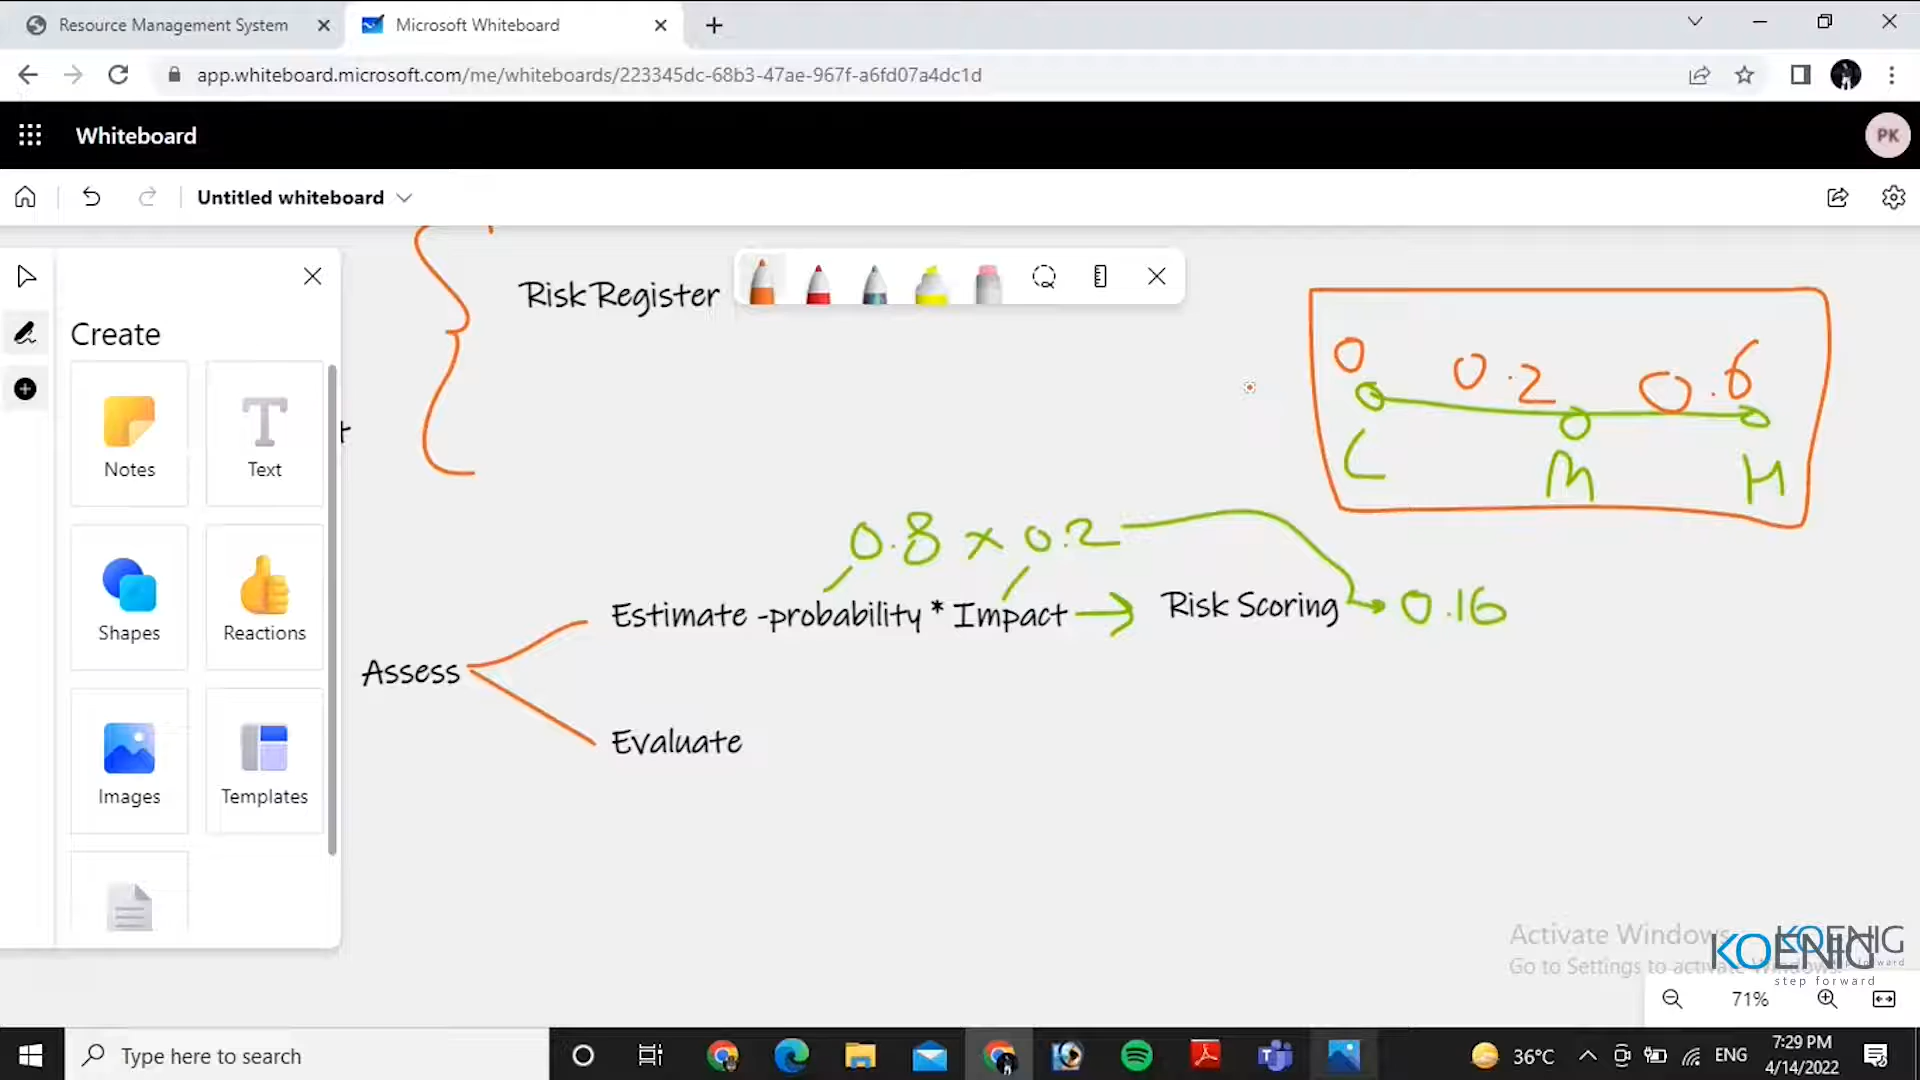 Resource Management System
Microsoft Whiteboard
app.whiteboard.microsoft.com/me/whiteboards/223345dc-68b3-47ae-967f-a6fd07a4dc1d
Whiteboard
PK
Untitled whiteboard
Create
Notes
Text
Shapes
Reactions
Images
Templates
Risk Register
0 0.2 0.6
L M H
0.8 x 0.2
Estimate -probability * Impact
Risk Scoring
0.16
Assess
Evaluate
Activate Windows
Go to Settings to activate Windows.
KOENIG
KOENIG
step forward
71%
Type here to search
36°C
ENG
7:29 PM
4/14/2022